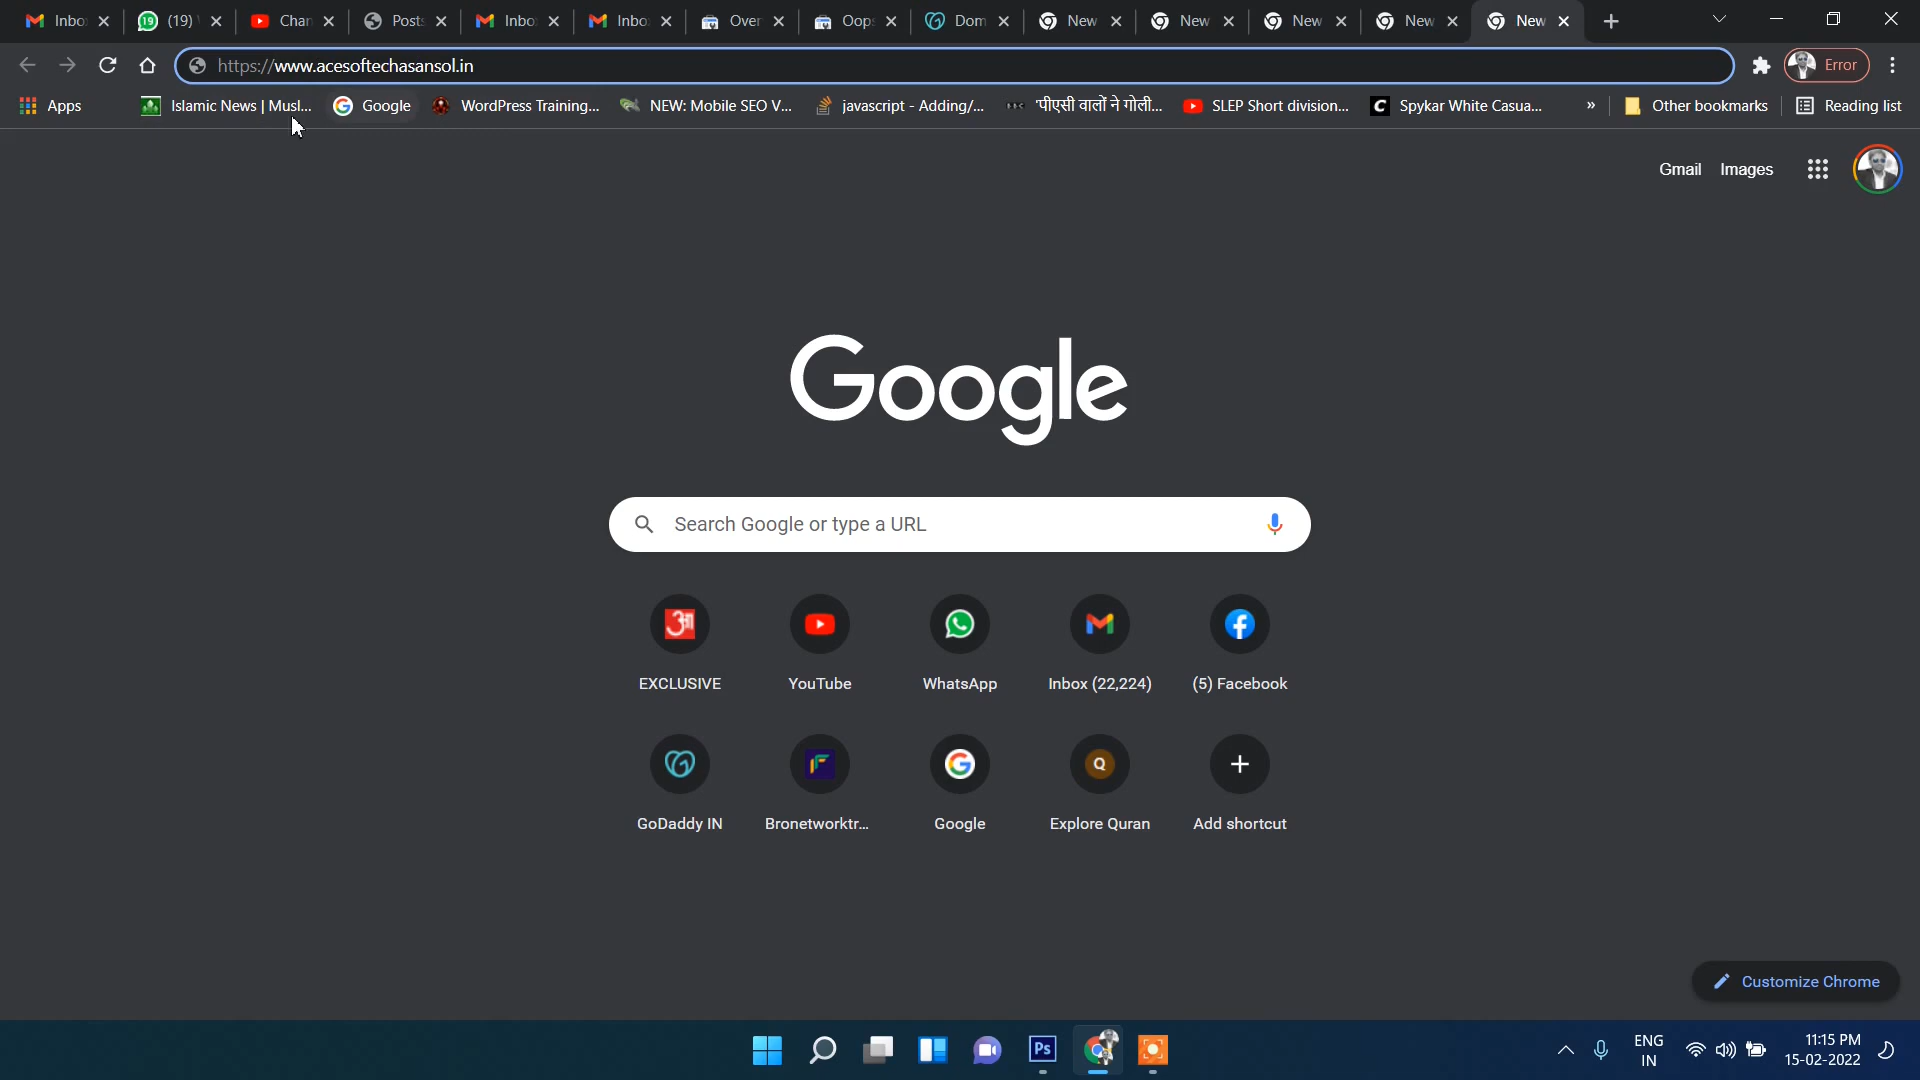 Inbo (19) Chan Posts Inbo Inbo Over Oops Dom New New New New New
https://www.acesoftechasansol.in Error
Apps Islamic News | Musl... Google WordPress Training... NEW: Mobile SEO V... javascript - Adding/... 'पीएसी वालों ने गोली... SLEP Short division... Spykar White Casua... » Other bookmarks Reading list
Gmail Images
Google
Search Google or type a URL
EXCLUSIVE YouTube WhatsApp Inbox (22,224) (5) Facebook
GoDaddy IN Bronetworktr... Google Explore Quran Add shortcut
Customize Chrome
Ps
ENG
IN
11:15 PM
15-02-2022